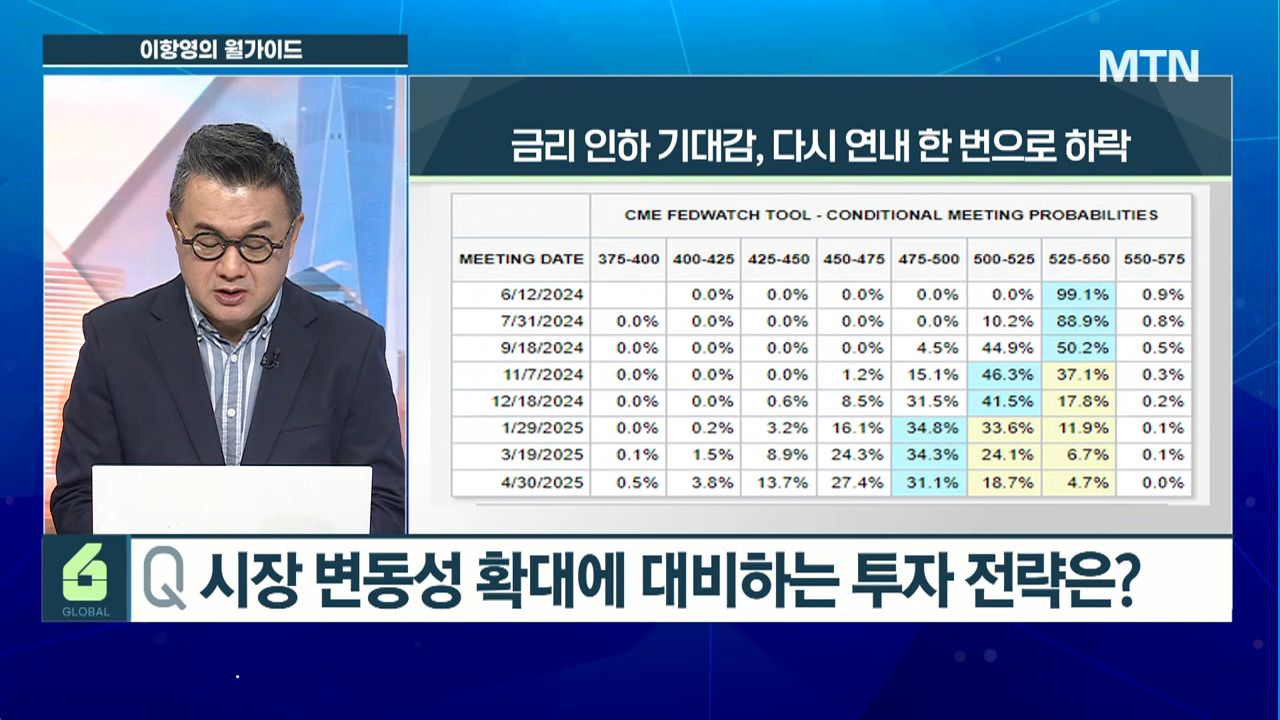 이항영의 월가이드
MTN
금리 인하 기대감, 다시 연내 한 번으로 하락
CME FEDWATCH TOOL - CONDITIONAL MEETING PROBABILITIES
MEETING DATE 375-400 400-425 425-450 450-475 475-500 500-525 525-550 550-575
6/12/2024 0.0% 0.0% 0.0% 0.0% 0.0% 99.1% 0.9%
7/31/2024 0.0% 0.0% 0.0% 0.0% 0.0% 10.2% 88.9% 0.8%
9/18/2024 0.0% 0.0% 0.0% 0.0% 4.5% 44.9% 50.2% 0.5%
11/7/2024 0.0% 0.0% 0.0% 1.2% 15.1% 46.3% 37.1% 0.3%
12/18/2024 0.0% 0.0% 0.6% 8.5% 31.5% 41.5% 17.8% 0.2%
1/29/2025 0.0% 0.2% 3.2% 16.1% 34.8% 33.6% 11.9% 0.1%
3/19/2025 0.1% 1.5% 8.9% 24.3% 34.3% 24.1% 6.7% 0.1%
4/30/2025 0.5% 3.8% 13.7% 27.4% 31.1% 18.7% 4.7% 0.0%
6
GLOBAL
Q 시장 변동성 확대에 대비하는 투자 전략은?